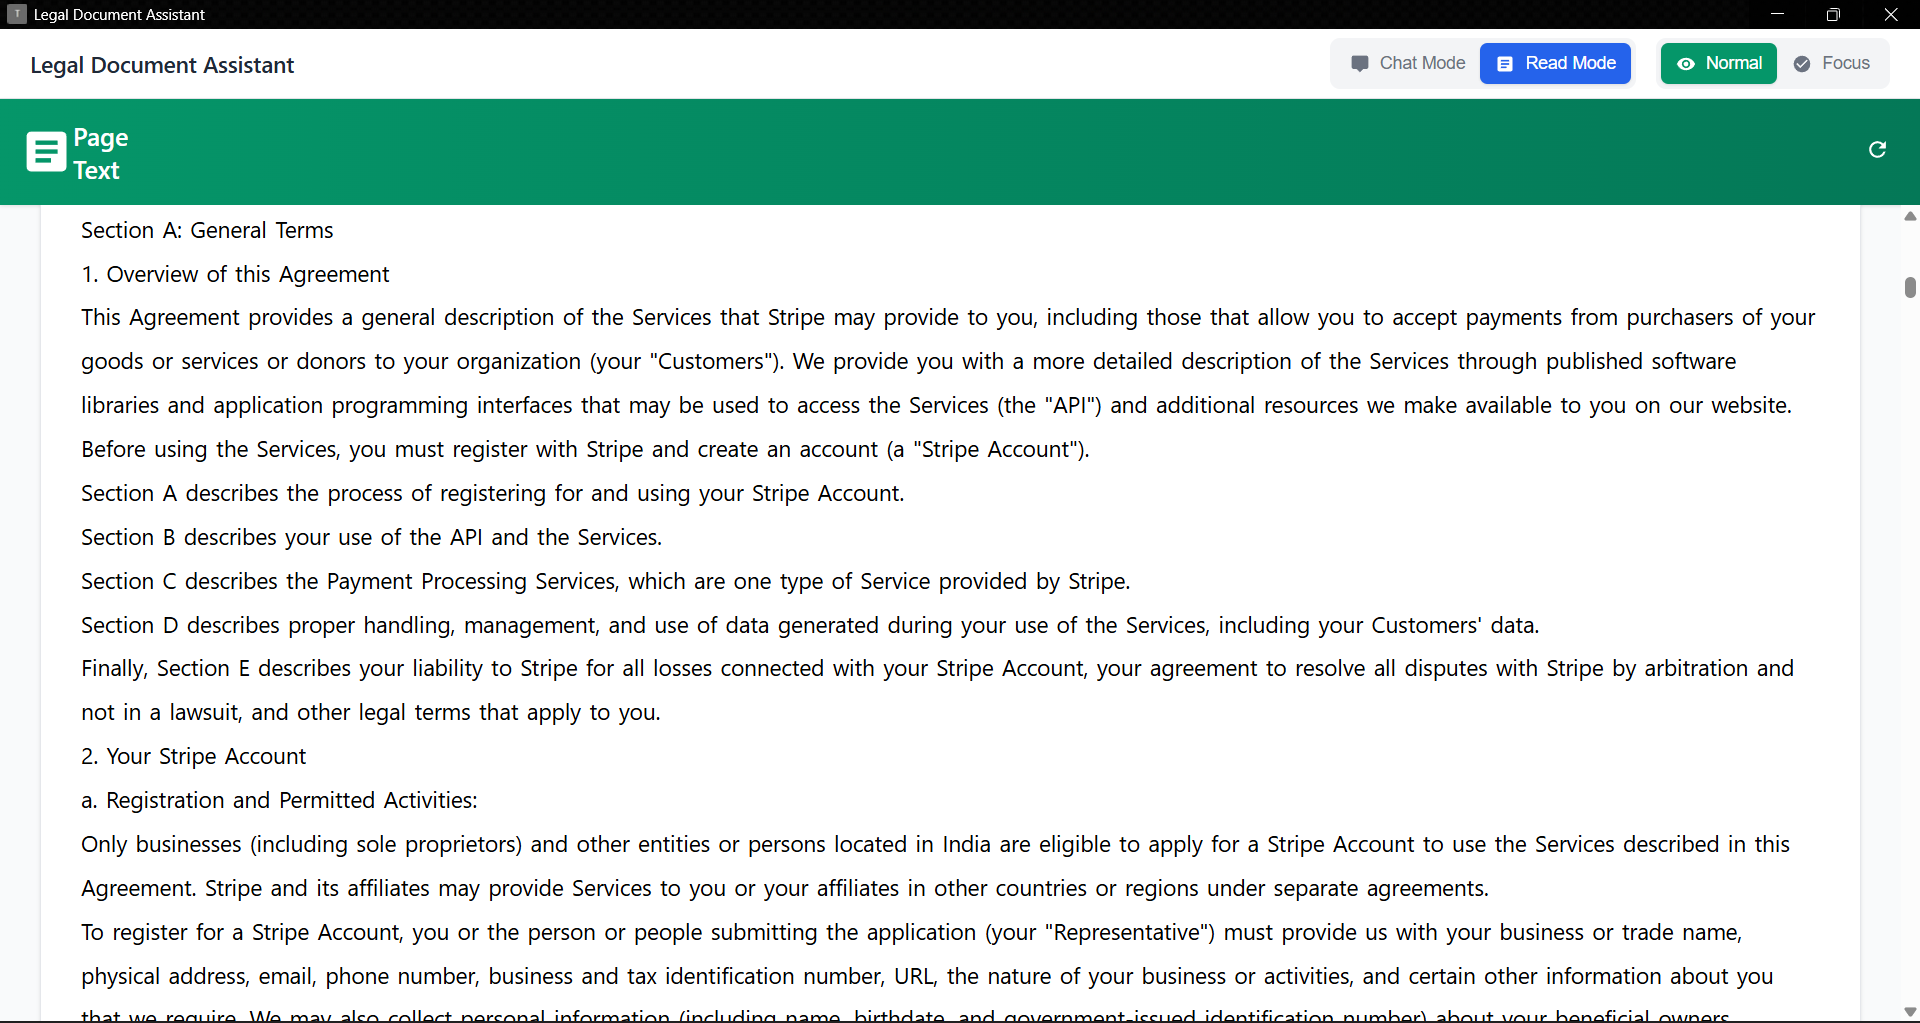 T Legal Document Assistant
Legal Document Assistant
Chat Mode Read Mode Normal Focus
Page
Text
Section A: General Terms
1. Overview of this Agreement
This Agreement provides a general description of the Services that Stripe may provide to you, including those that allow you to accept payments from purchasers of your
goods or services or donors to your organization (your "Customers"). We provide you with a more detailed description of the Services through published software
libraries and application programming interfaces that may be used to access the Services (the "API") and additional resources we make available to you on our website.
Before using the Services, you must register with Stripe and create an account (a "Stripe Account").
Section A describes the process of registering for and using your Stripe Account.
Section B describes your use of the API and the Services.
Section C describes the Payment Processing Services, which are one type of Service provided by Stripe.
Section D describes proper handling, management, and use of data generated during your use of the Services, including your Customers' data.
Finally, Section E describes your liability to Stripe for all losses connected with your Stripe Account, your agreement to resolve all disputes with Stripe by arbitration and
not in a lawsuit, and other legal terms that apply to you.
2. Your Stripe Account
a. Registration and Permitted Activities:
Only businesses (including sole proprietors) and other entities or persons located in India are eligible to apply for a Stripe Account to use the Services described in this
Agreement. Stripe and its affiliates may provide Services to you or your affiliates in other countries or regions under separate agreements.
To register for a Stripe Account, you or the person or people submitting the application (your "Representative") must provide us with your business or trade name,
physical address, email, phone number, business and tax identification number, URL, the nature of your business or activities, and certain other information about you
that we require. We may also collect personal information (including name, birthdate, and government-issued identification number) about your beneficial owners,